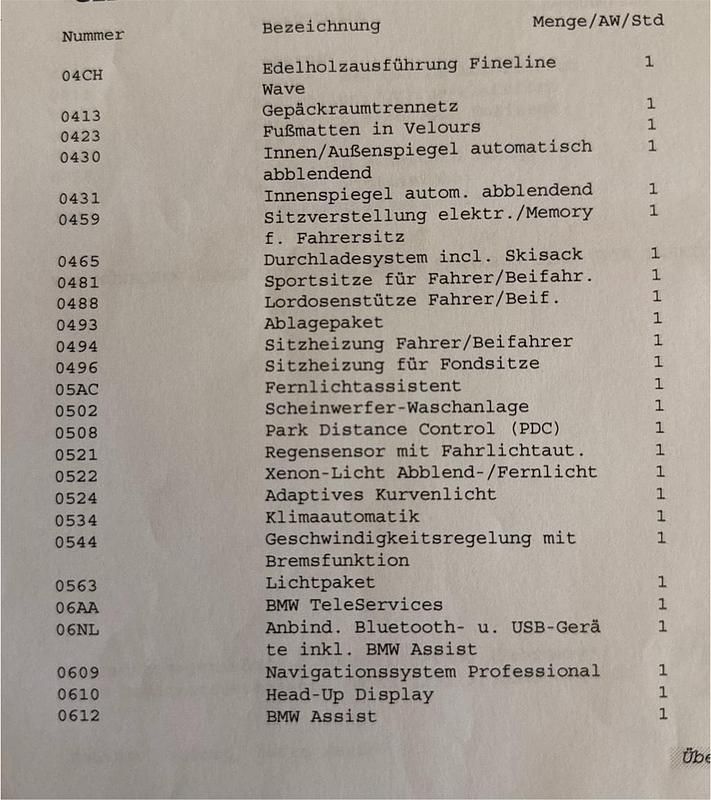 Nummer Bezeichnung Menge/AW/Std
04CH Edelholzausführung Fineline 1
Wave
0413 Gepäckraumtrennetz 1
0423 Fußmatten in Velours 1
0430 Innen/Außenspiegel automatisch 1
abblendend
0431 Innenspiegel autom. abblendend 1
0459 Sitzverstellung elektr./Memory 1
f. Fahrersitz
0465 Durchladesystem incl. Skisack 1
0481 Sportsitze für Fahrer/Beifahr. 1
0488 Lordosenstütze Fahrer/Beif. 1
0493 Ablagepaket 1
0494 Sitzheizung Fahrer/Beifahrer 1
0496 Sitzheizung für Fondsitze 1
05AC Fernlichtassistent 1
0502 Scheinwerfer-Waschanlage 1
0508 Park Distance Control (PDC) 1
0521 Regensensor mit Fahrlichtaut. 1
0522 Xenon-Licht Abblend-/Fernlicht 1
0524 Adaptives Kurvenlicht 1
0534 Klimaautomatik 1
0544 Geschwindigkeitsregelung mit 1
Bremsfunktion
0563 Lichtpaket 1
06AA BMW TeleServices 1
06NL Anbind. Bluetooth- u. USB-Gerä 1
te inkl. BMW Assist
0609 Navigationssystem Professional 1
0610 Head-Up Display 1
0612 BMW Assist 1